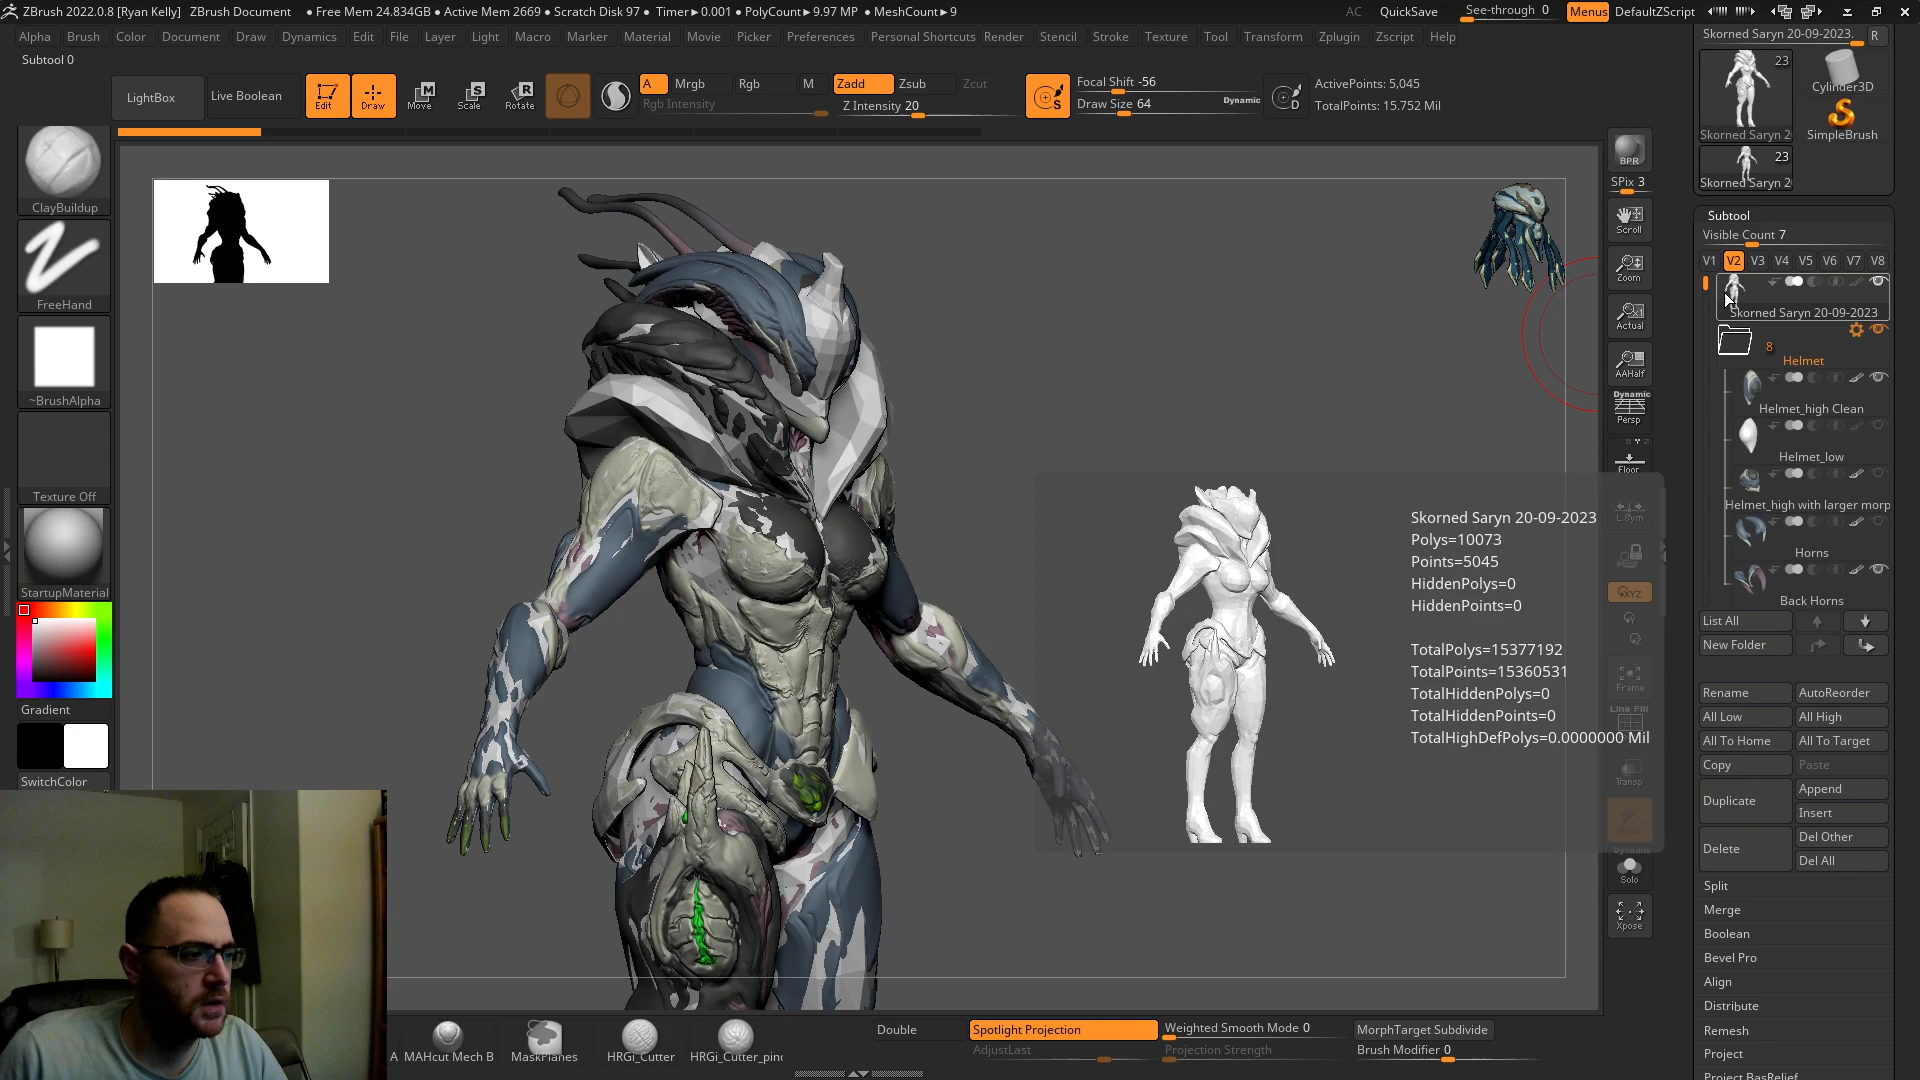 ZBrush 2022.0.8 [Ryan Kelly] ZBrush Document • Free Mem 24.834GB • Active Mem 2669 • Scratch Disk 97 • Timer►0.001 • PolyCount►9.97 MP • MeshCount►9 AC QuickSave See-through 0 Menus DefaultZScript
Alpha Brush Color Document Draw Dynamics Edit File Layer Light Macro Marker Material Movie Picker Preferences Personal Shortcuts Render Stencil Stroke Texture Tool Transform Zplugin Zscript Help
Subtool 0
LightBox
Live Boolean
Edit
Draw
Move
Scale
Rotate
A Mrgb Rgb M
Rgb Intensity
Zadd Zsub Zcut
Z Intensity 20
Focal Shift -56
Draw Size 64 Dynamic
ActivePoints: 5,045
TotalPoints: 15.752 Mil
ClayBuildup
FreeHand
~BrushAlpha
Texture Off
StartupMaterial
Gradient
SwitchColor
BPR
SPix 3
Scroll
Zoom
Actual
AAHalf
Dynamic
Persp
Floor
L.Sym
XYZ
Frame
Line Fill
Transp
Dynamic
Solo
Xpose
Skorned Saryn 20-09-2023
Polys=10073
Points=5045
HiddenPolys=0
HiddenPoints=0
TotalPolys=15377192
TotalPoints=15360531
TotalHiddenPolys=0
TotalHiddenPoints=0
TotalHighDefPolys=0.0000000 Mil
Skorned Saryn 20-09-2023. R
23
Skorned Saryn 2
Cylinder3D
SimpleBrush
23
Skorned Saryn 2
Subtool
Visible Count 7
V1 V2 V3 V4 V5 V6 V7 V8
Skorned Saryn 20-09-2023
8
Helmet
Helmet_high Clean
Helmet_low
Helmet_high with larger morp
Horns
Back Horns
List All
New Folder
Rename AutoReorder
All Low All High
All To Home All To Target
Copy Paste
Duplicate
Append
Insert
Delete
Del Other
Del All
Split
Merge
Boolean
Bevel Pro
Align
Distribute
Remesh
Project
Project BasRelief
A MAHcut Mech B
MaskPlanes
HRGi_Cutter
HRGi_Cutter_pinc
Double
Spotlight Projection
Weighted Smooth Mode 0
MorphTarget Subdivide
AdjustLast
Projection Strength
Brush Modifier 0